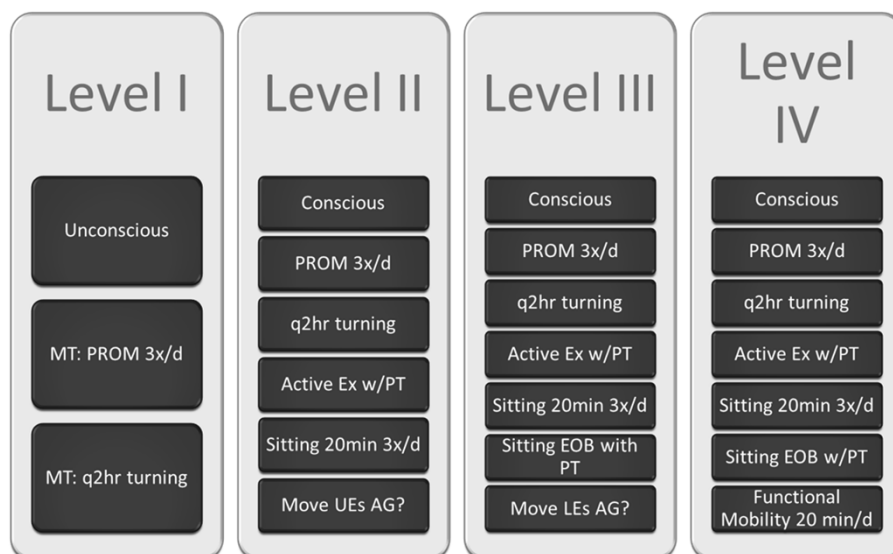 Level I
Unconscious
MT: PROM 3x/d
MT: q2hr turning
Level II
Conscious
PROM 3x/d
q2hr turning
Active Ex w/PT
Sitting 20min 3x/d
Move UEs AG?
Level III
Conscious
PROM 3x/d
q2hr turning
Active Ex w/PT
Sitting 20min 3x/d
Sitting EOB with
PT
Move LEs AG?
Level
IV
Conscious
PROM 3x/d
q2hr turning
Active Ex w/PT
Sitting 20min 3x/d
Sitting EOB w/PT
Functional
Mobility 20 min/d